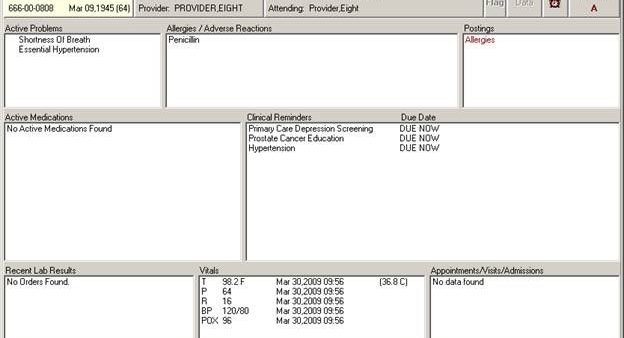 666-00-0808 Mar 09,1945 (64) Provider: PROVIDER,EIGHT Attending: Provider,Eight Flag Data A
Active Problems Allergies / Adverse Reactions Postings
Shortness Of Breath Penicillin Allergies
Essential Hypertension
Active Medications Clinical Reminders Due Date
No Active Medications Found Primary Care Depression Screening DUE NOW
Prostate Cancer Education DUE NOW
Hypertension DUE NOW
Recent Lab Results Vitals Appointments/Visits/Admissions
No Orders Found. T 98.2 F Mar 30,2009 09:56 (36.8 C) No data found
P 64 Mar 30,2009 09:56
R 16 Mar 30,2009 09:56
BP 120/80 Mar 30,2009 09:56
POX 96 Mar 30,2009 09:56